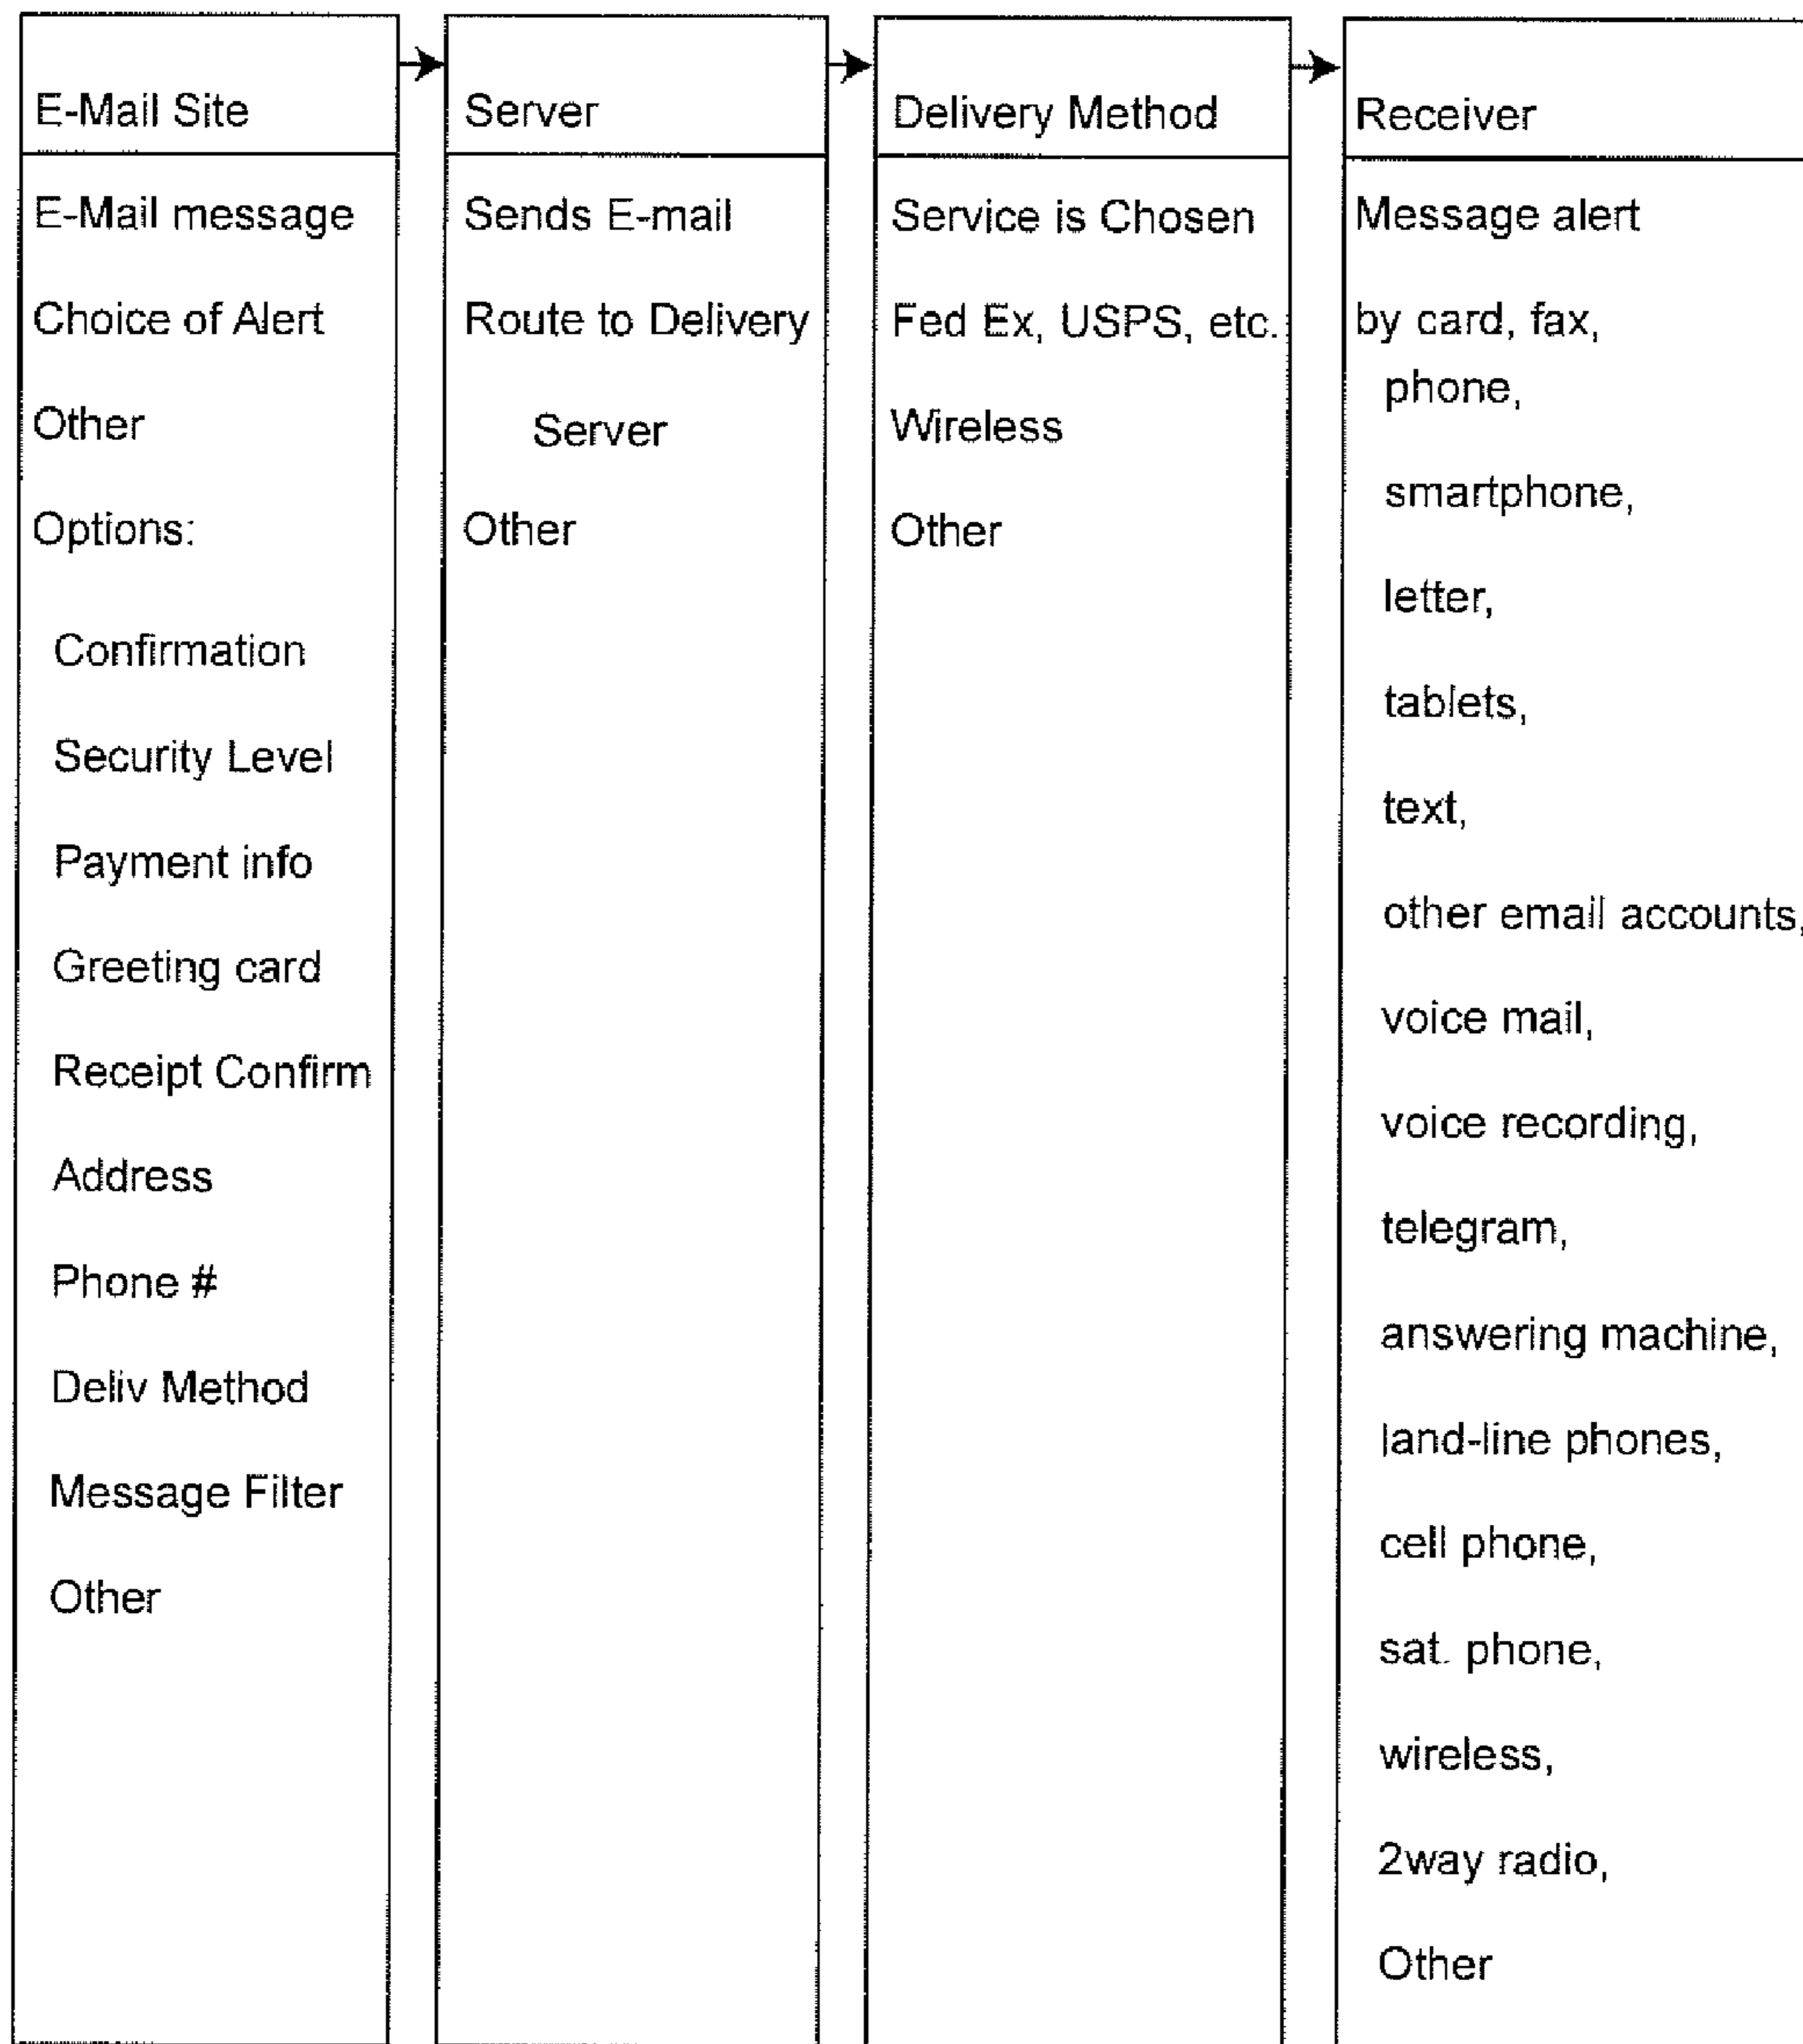 E-Mail Site
E-Mail message
Choice of Alert
Other
Options:
Confirmation
Security Level
Payment info
Greeting card
Receipt Confirm
Address
Phone #
Deliv Method
Message Filter
Other
Server
Sends E-mail
Route to Delivery
Server
Other
Delivery Method
Service is Chosen
Fed Ex, USPS, etc.
Wireless
Other
Receiver
Message alert
by card, fax,
phone,
smartphone,
letter,
tablets,
text,
other email accounts,
voice mail,
voice recording,
telegram,
answering machine,
land-line phones,
cell phone,
sat. phone,
wireless,
2way radio,
Other